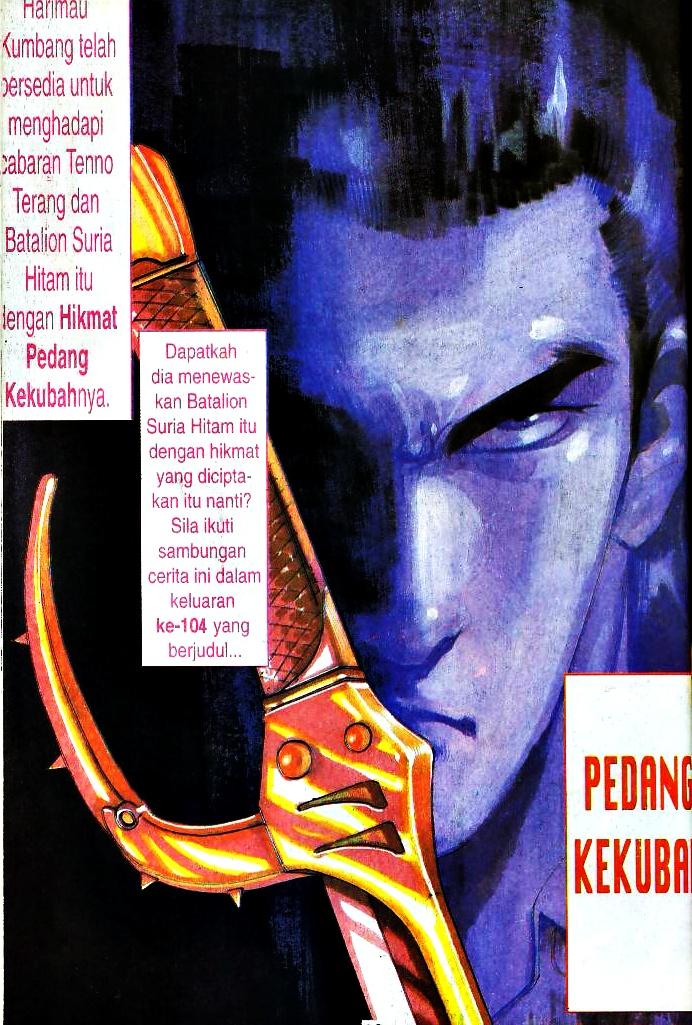 Harimau
Kumbang telah
bersedia untuk
menghadapi
cabaran Tenno
Terang dan
Batalion Suria
Hitam itu
dengan Hikmat
Pedang
Kekubahnya.
Dapatkah
dia menewas-
kan Batalion
Suria Hitam itu
dengan hikmat
yang dicipta-
kan itu nanti?
Sila ikuti
sambungan
cerita ini dalam
keluaran
ke-104 yang
berjudul...
PEDANG
KEKUBA